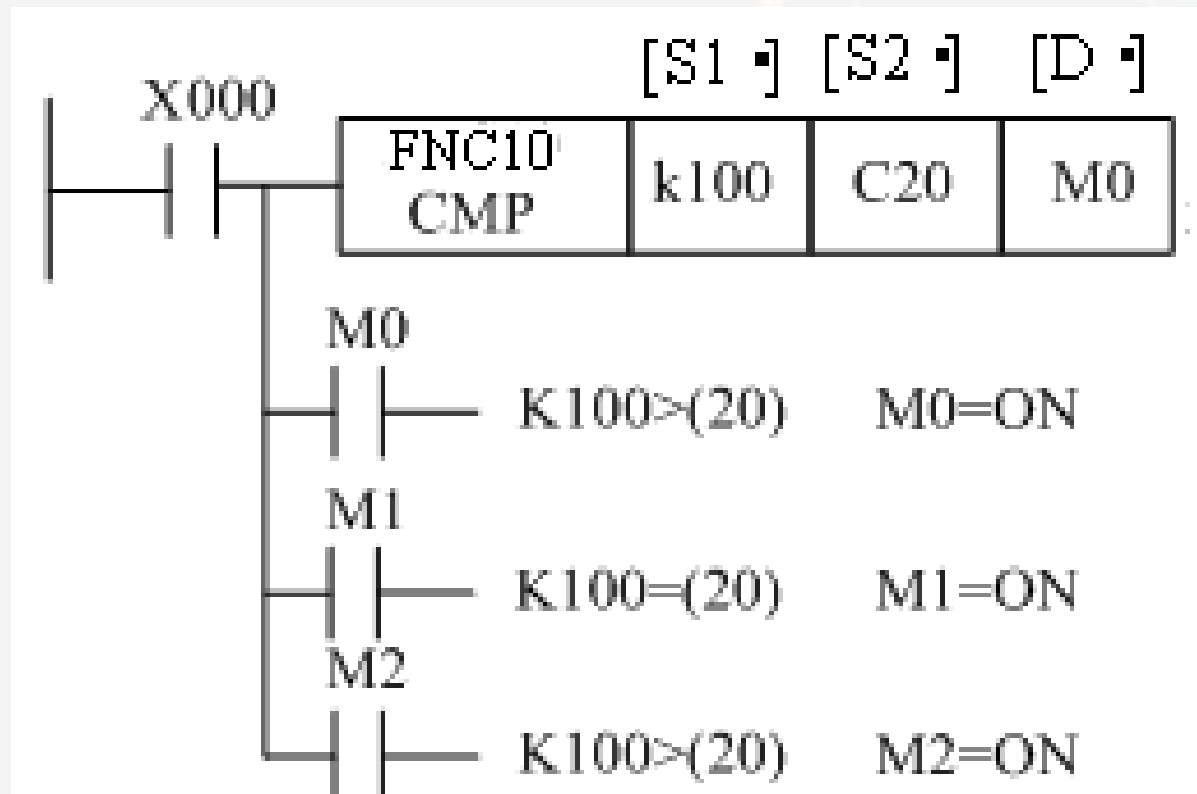 [S1 ▪] [S2 ▪] [D ▪]
X000
FNC10 k100 C20 M0
CMP
M0
K100>(20) M0=ON
M1
K100=(20) M1=ON
M2
K100>(20) M2=ON